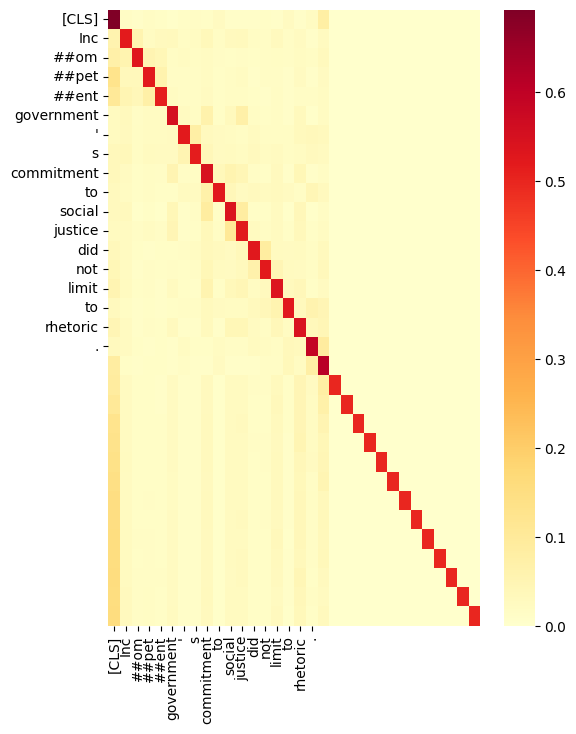 [CLS]
Inc
##om
##pet
##ent
government
'
s
commitment
to
social
justice
did
not
limit
to
rhetoric
.
0.6
0.5
0.4
0.3
0.2
0.1
0.0
[CLS]
Inc
##om
##pet
##ent
government
'
s
commitment
to
social
justice
did
not
limit
to
rhetoric
.